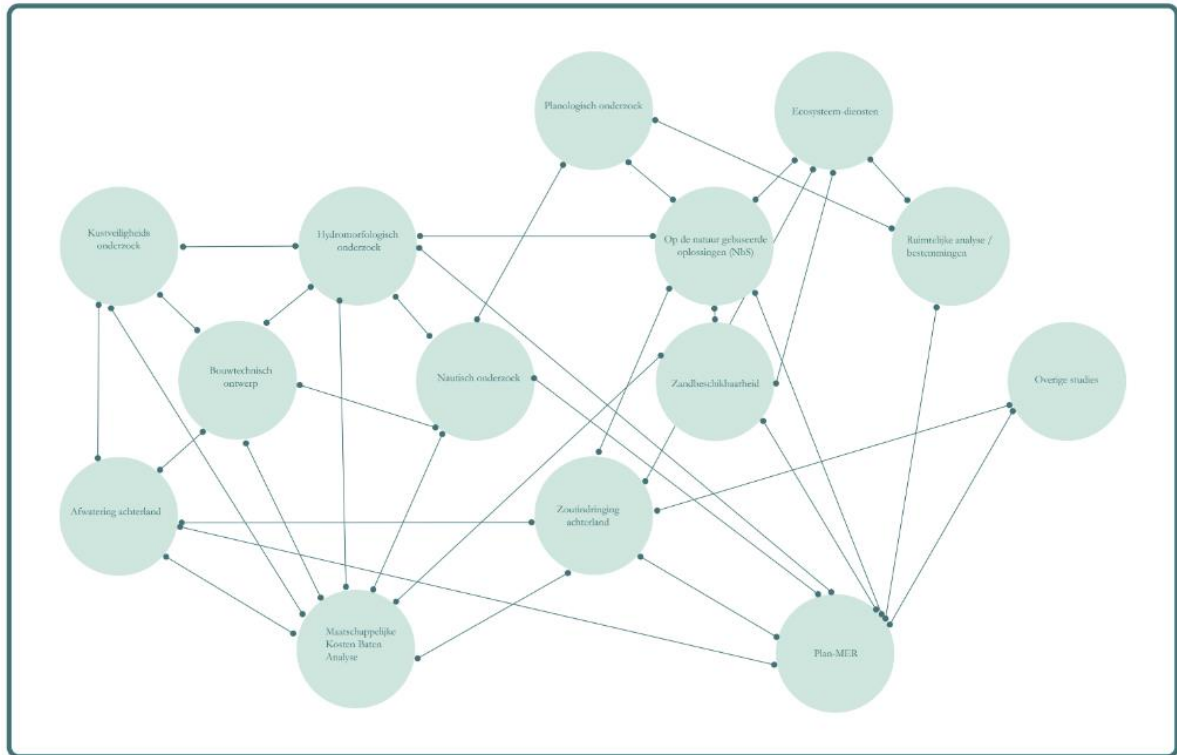 Planologisch onderzoek
Ecosysteem-diensten
Kustveiligheids
onderzoek
Hydromorfologisch
onderzoek
Op de natuur gebaseerde
oplossingen (NbS)
Ruimtelijke analyse /
bestemmingen
Bouwtechnisch
ontwerp
Nautisch onderzoek
Zandbeschikbaarheid
Overige studies
Afwatering achterland
Zoutindringing
achterland
Maatschappelijke
Kosten Baten
Analyse
Plan-MER